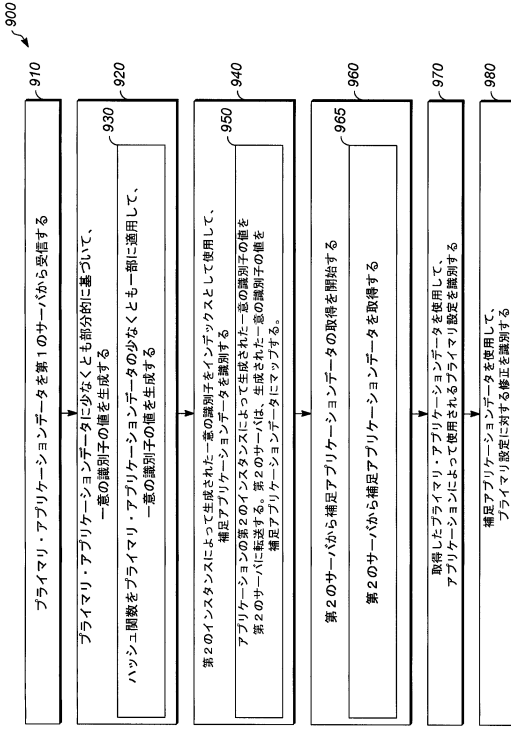 900
910
プライマリ・アプリケーションデータを第１のサーバから受信する
920
プライマリ・アプリケーションデータに少なくとも部分的に基づいて、
一意の識別子の値を生成する
930
ハッシュ関数をプライマリ・アプリケーションデータの少なくとも一部に適用して、
一意の識別子の値を生成する
940
第２のインスタンスによって生成された一意の識別子をインデックスとして使用して、
補足アプリケーションデータを識別する
950
アプリケーションの第２のインスタンスによって生成された一意の識別子の値を
第２のサーバに転送する。第２のサーバは、生成された一意の識別子の値を
補足アプリケーションデータにマップする。
960
第２のサーバから補足アプリケーションデータの取得を開始する
965
第２のサーバから補足アプリケーションデータを取得する
970
取得したプライマリ・アプリケーションデータを使用して、
アプリケーションによって使用されるプライマリ設定を識別する
980
補足アプリケーションデータを使用して、
プライマリ設定に対する修正を識別する